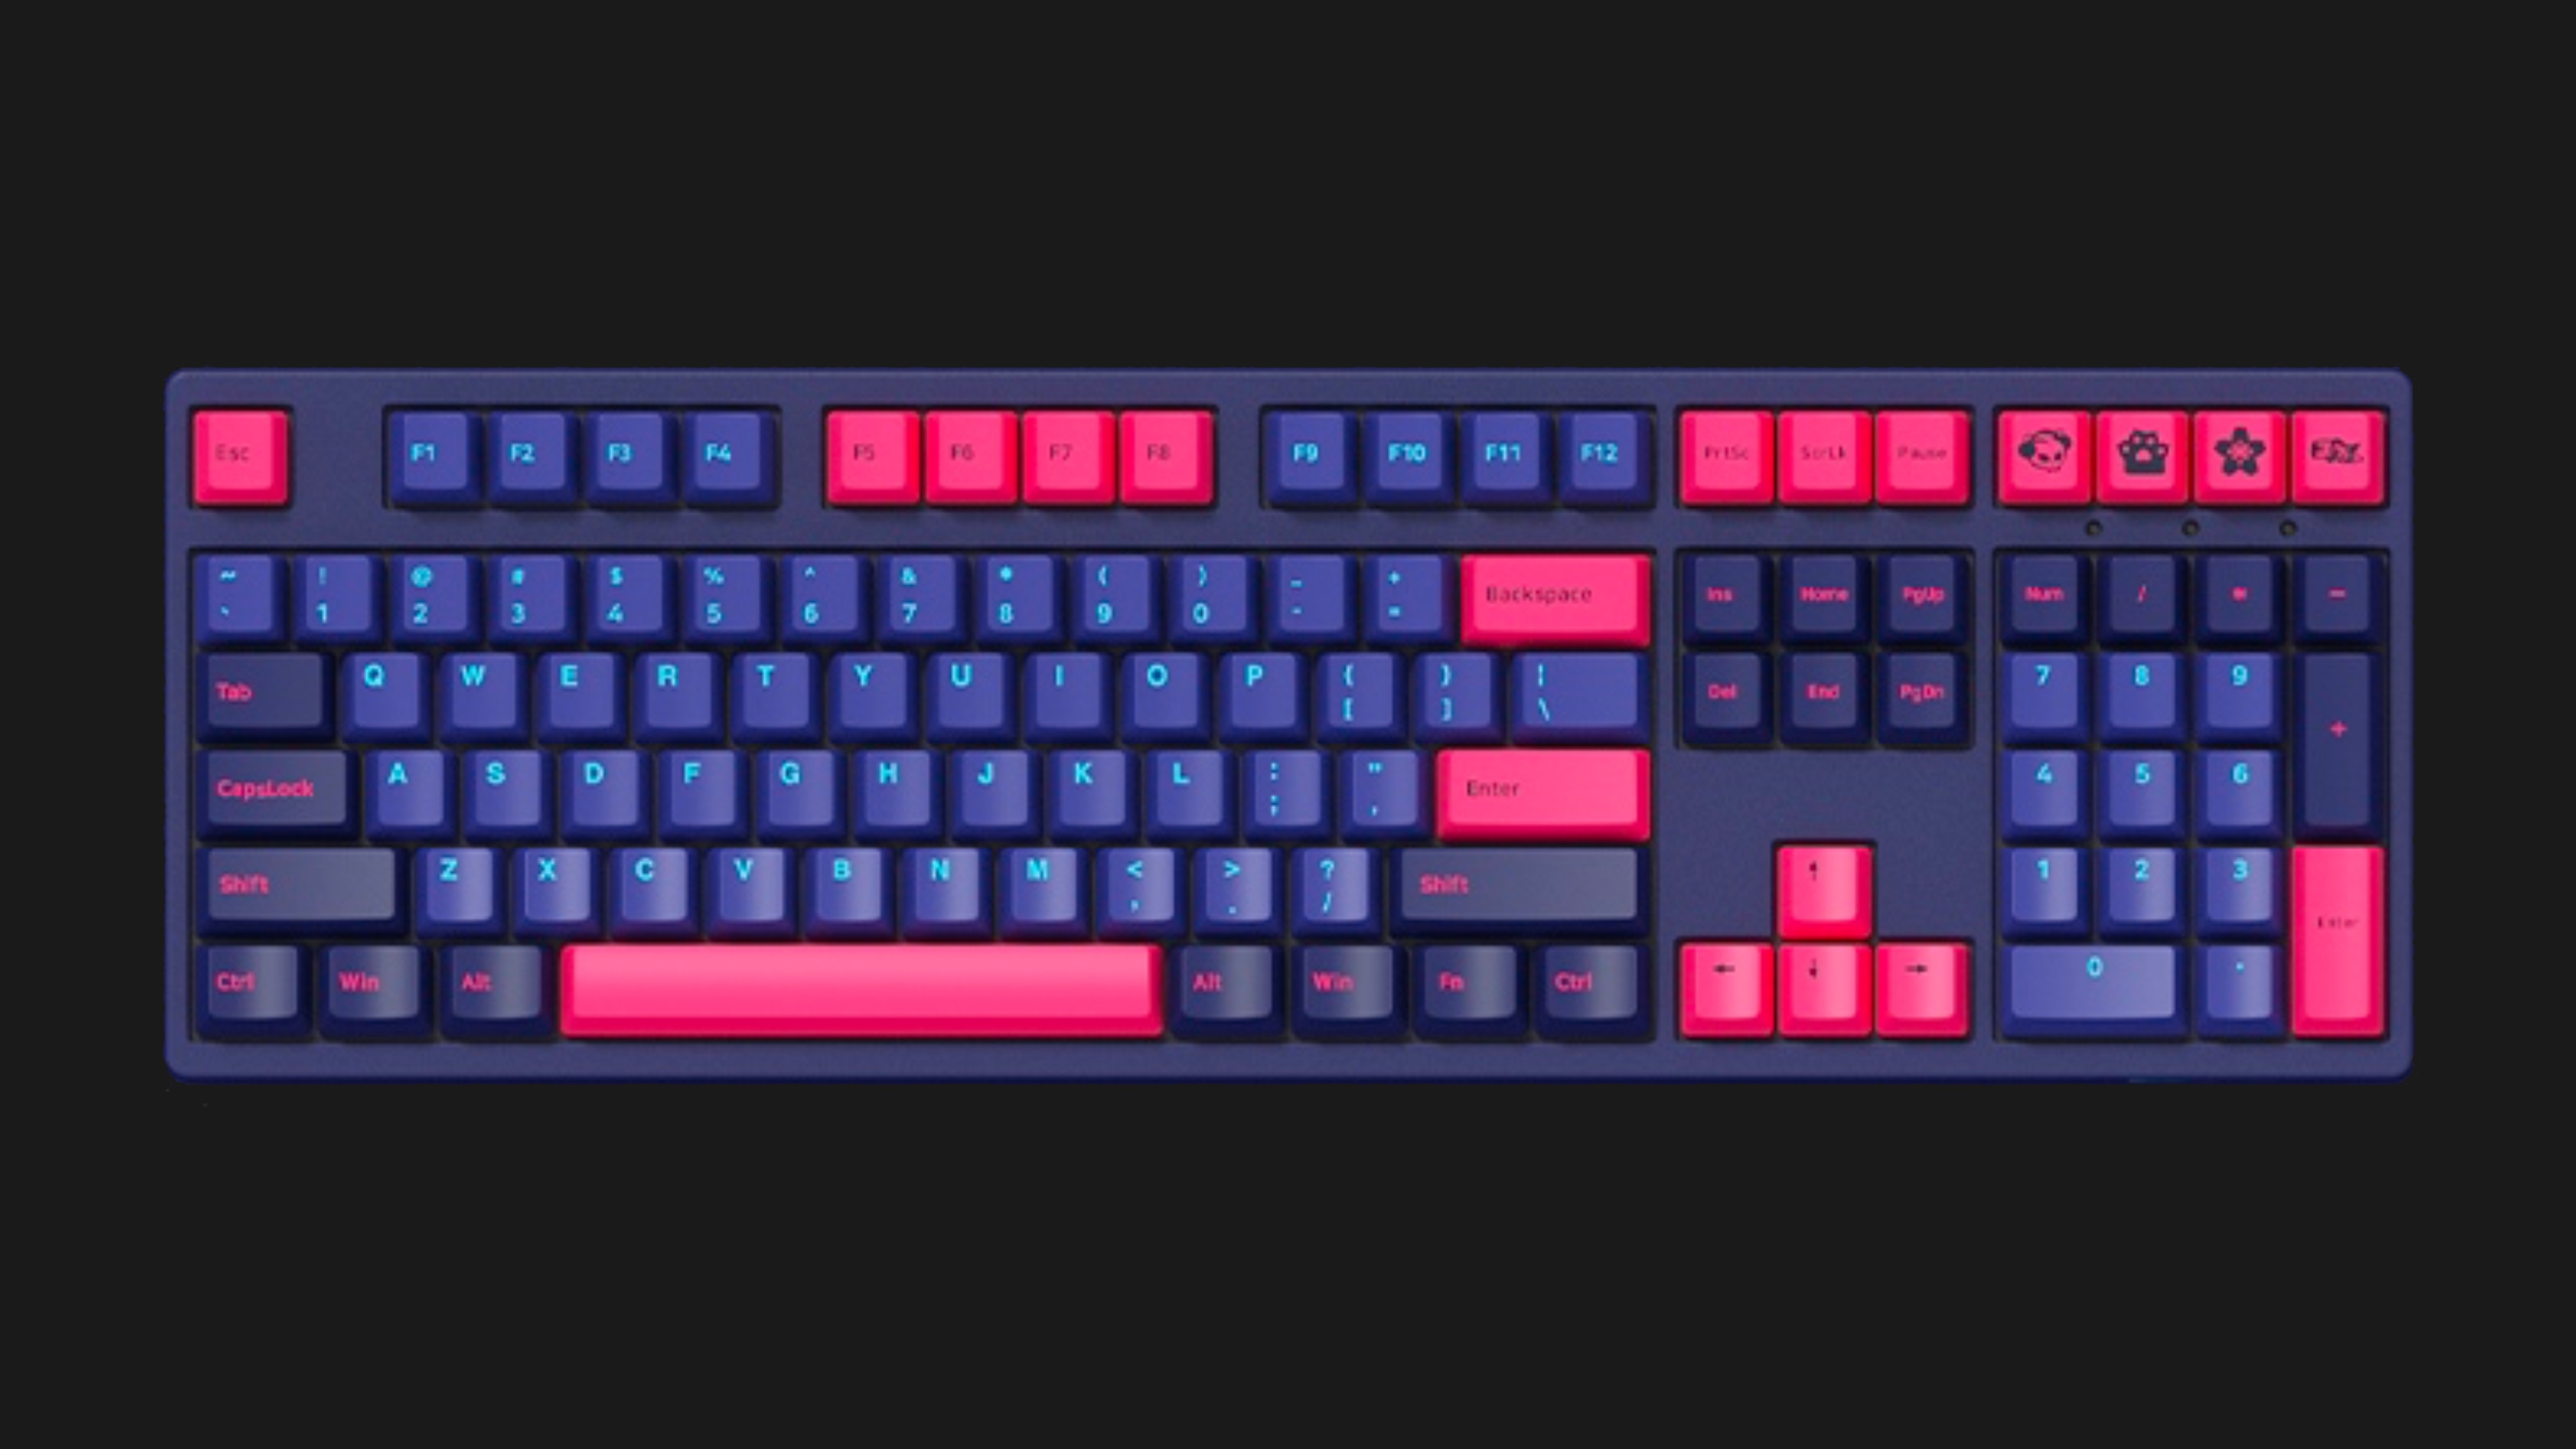 Esc F1 F2 F3 F4 F5 F6 F7 F8 F9 F10 F11 F12 PrtSc ScrLk Pause
~ ! @ # $ % ^ & * ( ) _ +
` 1 2 3 4 5 6 7 8 9 0 - = Backspace Ins Home PgUp Num / * −
Tab Q W E R T Y U I O P { } | Del End PgDn 7 8 9 +
[ ] \
CapsLock A S D F G H J K L : " Enter 4 5 6
; '
Shift Z X C V B N M < > ? Shift ↑ 1 2 3 Enter
, . /
Ctrl Win Alt Alt Win Fn Ctrl ← ↓ → 0 .